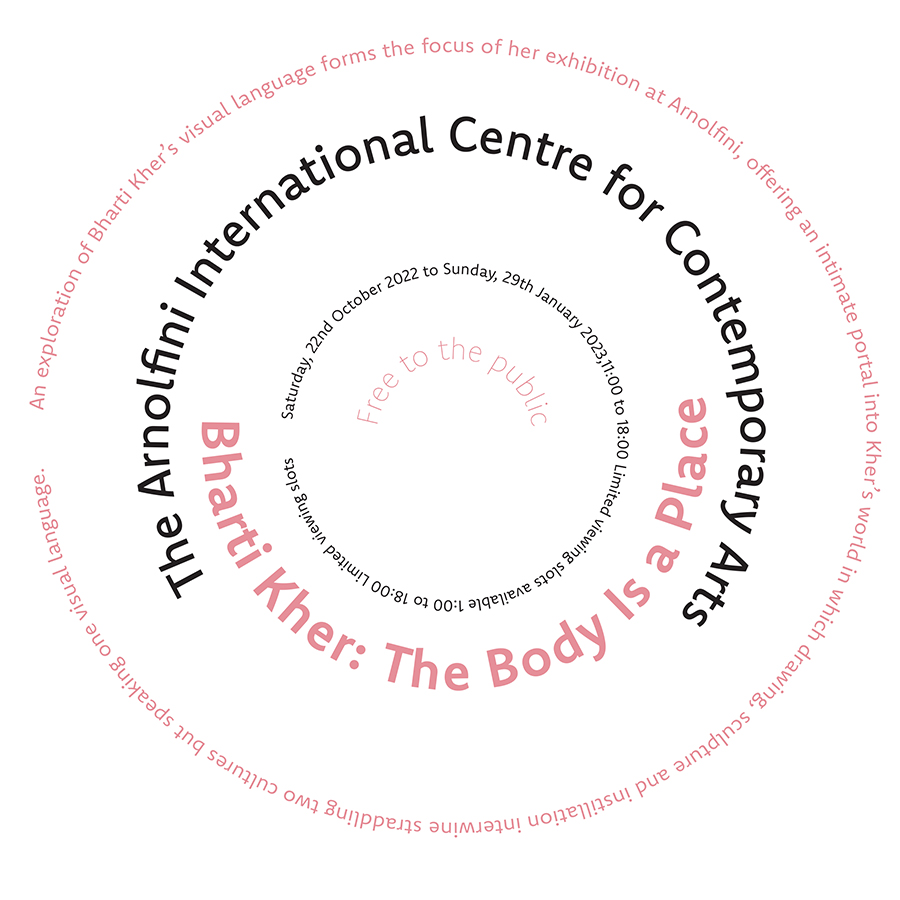 An exploration of Bharti Kher's visual language forms the focus of her exhibition at Arnolfini, offering an intimate portal into Kher's world in which drawing, sculpture and instillation interwine straddling two cultures but speaking one visual language.
The Arnolfini International Centre for Contemporary Arts
Saturday, 22nd October 2022 to Sunday, 29th January 2023,11:00 to 18:00 Limited viewing slots available 1:00 to 18:00 Limited viewing slots
Free to the public
Bharti Kher: The Body Is a Place